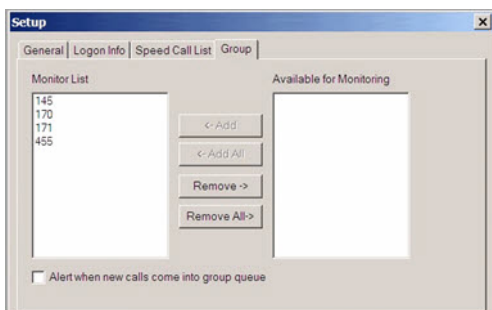 Setup
General Logon Info Speed Call List Group
Monitor List Available for Monitoring
145
170
171
455
<- Add
<- Add All
Remove ->
Remove All->
Alert when new calls come into group queue